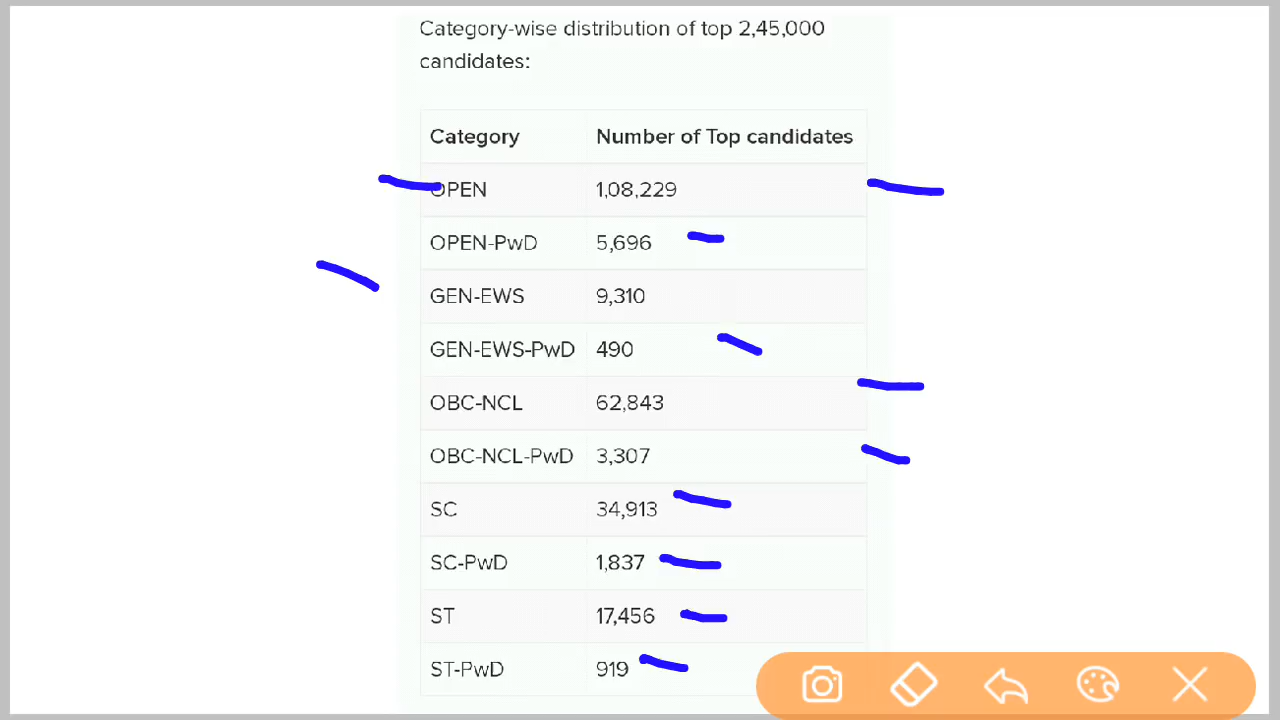 Category-wise distribution of top 2,45,000
candidates:
Category Number of Top candidates
OPEN 1,08,229
OPEN-PwD 5,696
GEN-EWS 9,310
GEN-EWS-PwD 490
OBC-NCL 62,843
OBC-NCL-PwD 3,307
SC 34,913
SC-PwD 1,837
ST 17,456
ST-PwD 919